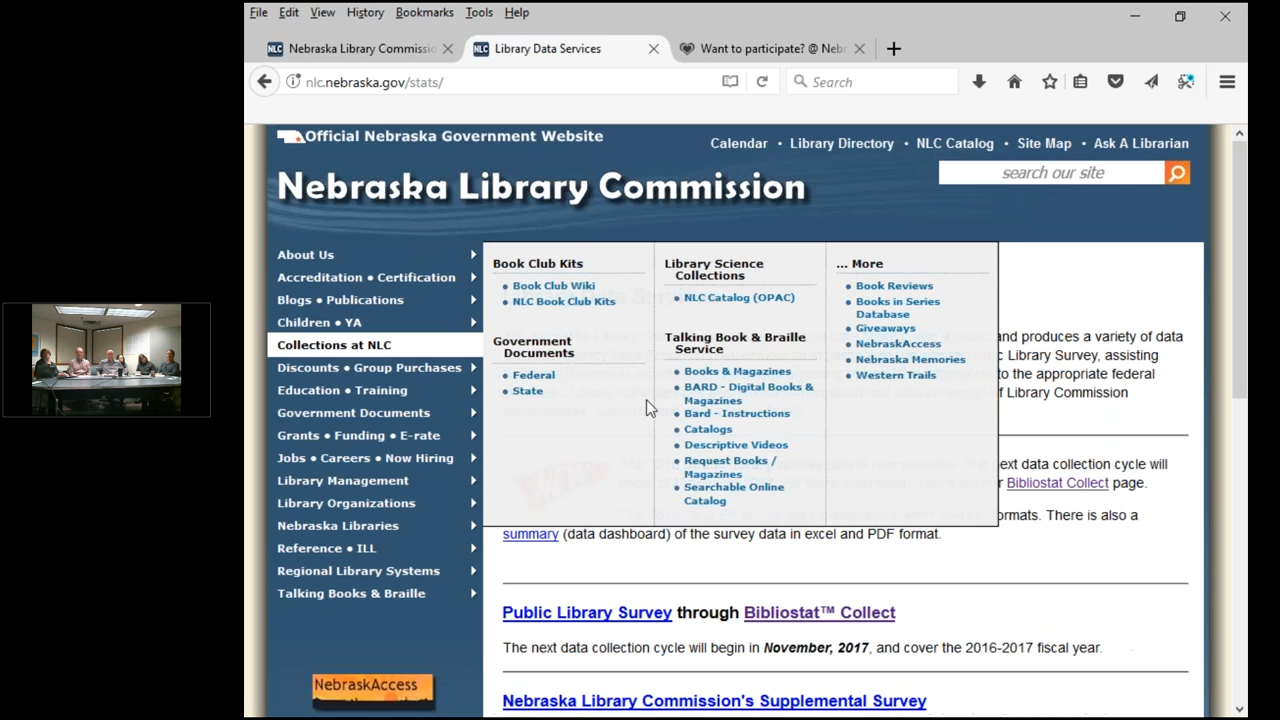 File Edit View History Bookmarks Tools Help
Nebraska Library Commissio
Library Data Services
Want to participate? @ Neb
nlc.nebraska.gov/stats/
Search
Official Nebraska Government Website
Calendar • Library Directory • NLC Catalog • Site Map • Ask A Librarian
Nebraska Library Commission
search our site
About Us
Accreditation • Certification
Blogs • Publications
Children • YA
Collections at NLC
Discounts • Group Purchases
Education • Training
Government Documents
Grants • Funding • E-rate
Jobs • Careers • Now Hiring
Library Management
Library Organizations
Nebraska Libraries
Reference • ILL
Regional Library Systems
Talking Books & Braille
NebraskAccess
Book Club Kits
• Book Club Wiki
• NLC Book Club Kits
Government
Documents
• Federal
• State
Library Science
Collections
• NLC Catalog (OPAC)
Talking Book & Braille
Service
• Books & Magazines
• BARD - Digital Books &
Magazines
• Bard - Instructions
• Catalogs
• Descriptive Videos
• Request Books /
Magazines
• Searchable Online
Catalog
... More
• Book Reviews
• Books in Series
Database
• Giveaways
• NebraskAccess
• Nebraska Memories
• Western Trails
and produces a variety of data
Library Survey, assisting
to the appropriate federal
f Library Commission
ext data collection cycle will
Bibliostat Collect page.
ormats. There is also a
summary (data dashboard) of the survey data in excel and PDF format.
Public Library Survey through Bibliostat™ Collect
The next data collection cycle will begin in November, 2017, and cover the 2016-2017 fiscal year.
Nebraska Library Commission's Supplemental Survey